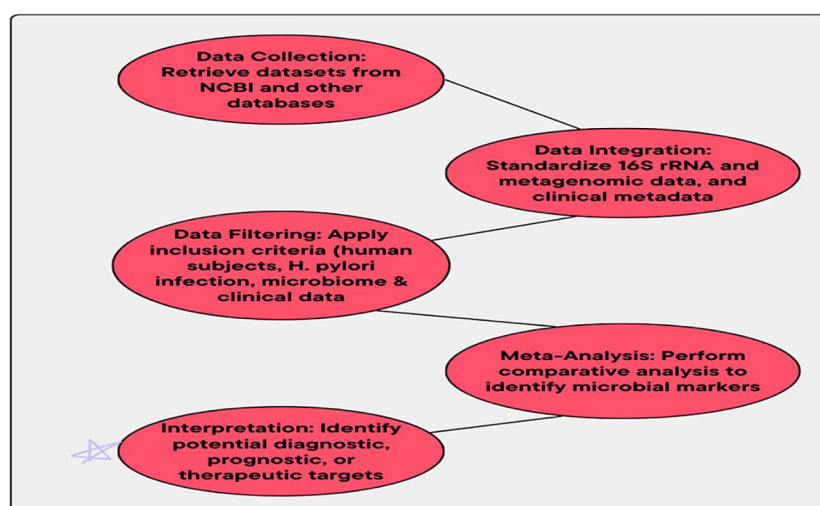 Data Collection:
Retrieve datasets from
NCBI and other
databases
Data Integration:
Standardize 16S rRNA and
metagenomic data, and
clinical metadata
Data Filtering: Apply
inclusion criteria (human
subjects, H. pylori
infection, microbiome &
clinical data
Meta-Analysis: Perform
comparative analysis to
identify microbial markers
Interpretation: Identify
potential diagnostic,
prognostic, or
therapeutic targets